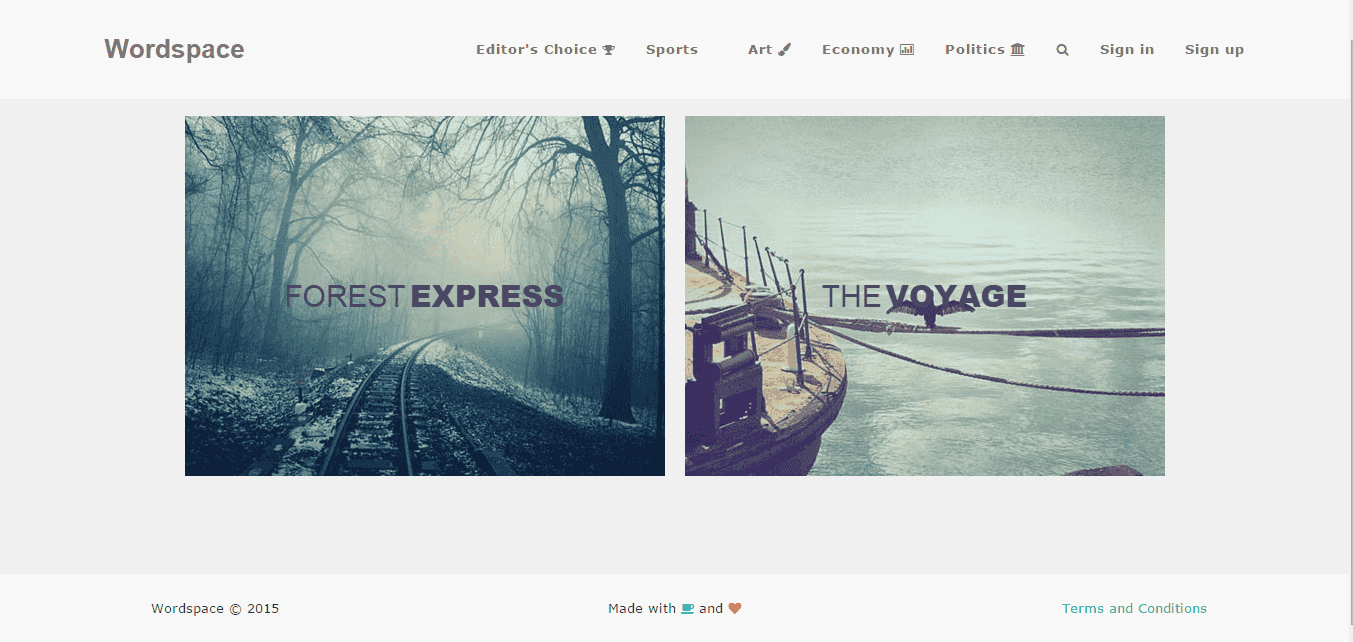 Wordspace
Editor's Choice Sports Art Economy Politics Sign in Sign up
FOREST EXPRESS
THE VOYAGE
Wordspace © 2015
Made with and
Terms and Conditions